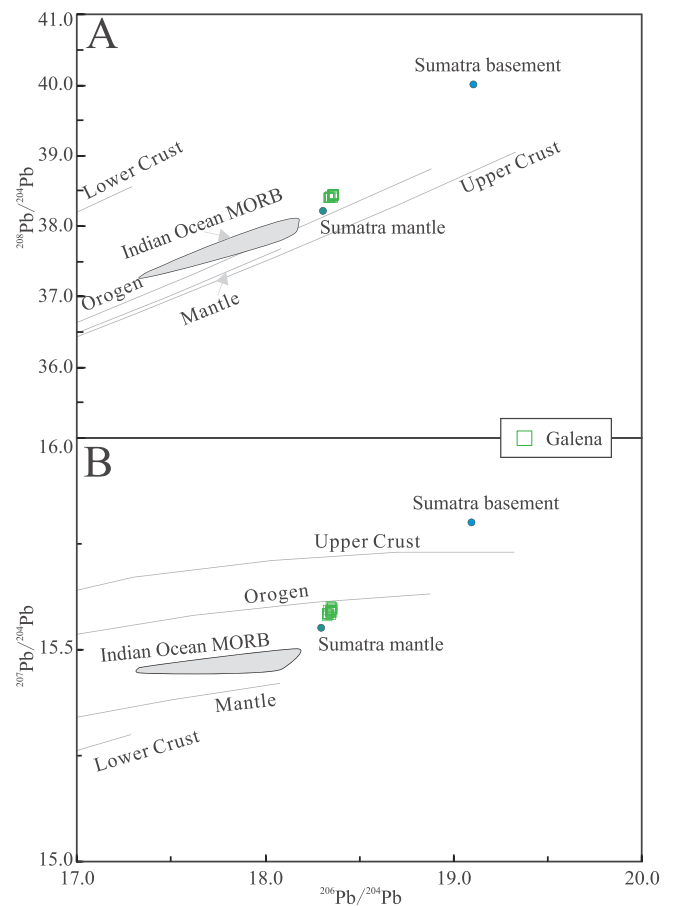 41.0
A
Sumatra basement
40.0
39.0
Lower Crust
Upper Crust
²⁰⁸Pb/²⁰⁴Pb
38.0
Indian Ocean MORB
Sumatra mantle
37.0
Orogen
Mantle
36.0
Galena
16.0
B
Sumatra basement
Upper Crust
Orogen
²⁰⁷Pb/²⁰⁴Pb
15.5
Indian Ocean MORB
Sumatra mantle
Mantle
Lower Crust
15.0
17.0 18.0 19.0 20.0
²⁰⁶Pb/²⁰⁴Pb